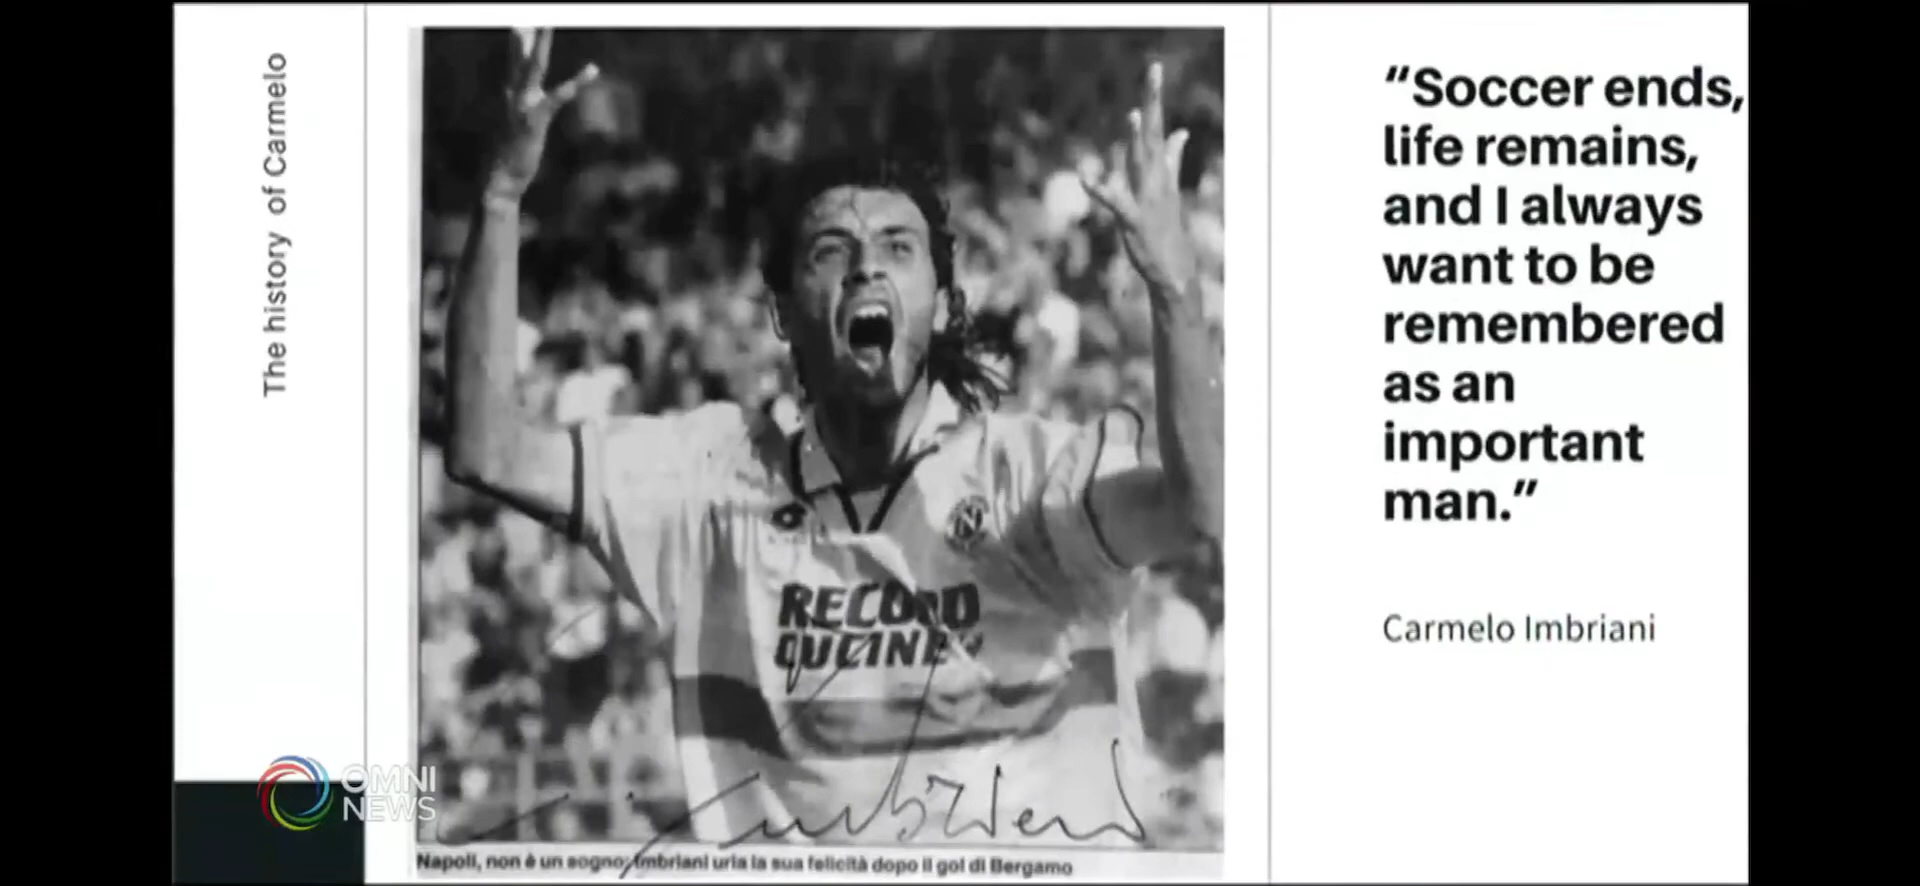 The history of Carmelo
"Soccer ends,
life remains,
and I always
want to be
remembered
as an
important
man."
Carmelo Imbriani
N
RECORD
CUCINE
Imbriani
OMNI
NEWS
Napoli, non è un sogno: Imbriani urla la sua felicità dopo il gol di Bergamo